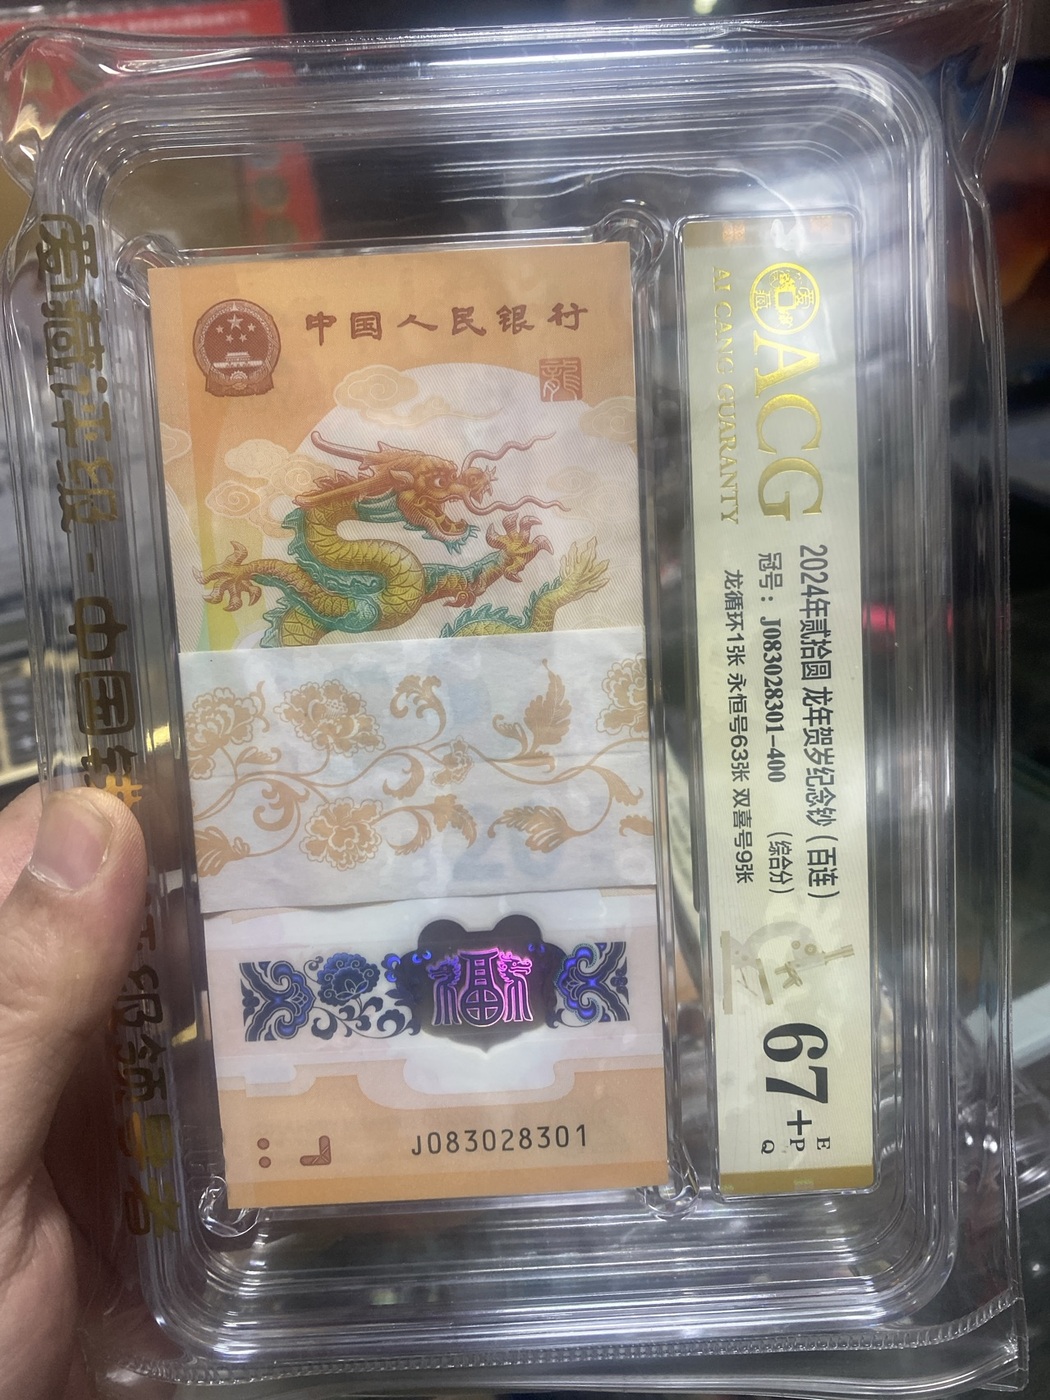 中国人民银行
龍
福
J083028301
ACG
AI CANG GUARANTY
2024年贰拾圆 龙年贺岁纪念钞（百连）
冠号：J083028301-400 （综合分）
龙循环1张 永恒号63张 双喜号9张
67+
E
P
Q
爱藏评级 - 中国